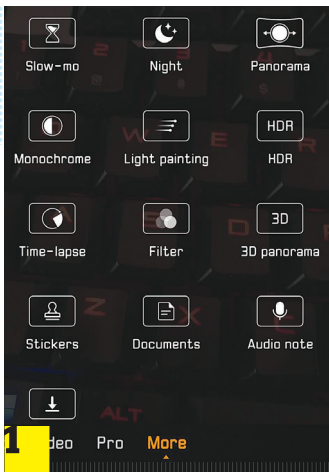 Slow-mo Night Panorama
HDR
Monochrome Light painting HDR
3D
Time-lapse Filter 3D panorama
Stickers Documents Audio note
ALT
1 deo Pro More